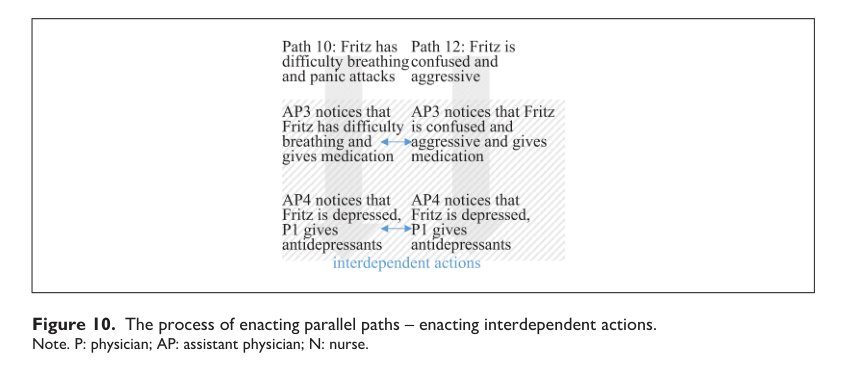 Path 10: Fritz has
difficulty breathing
and panic attacks
Path 12: Fritz is
confused and
aggressive
AP3 notices that
Fritz has difficulty
breathing and
gives medication
AP3 notices that Fritz
is confused and
aggressive and gives
medication
AP4 notices that
Fritz is depressed,
P1 gives
antidepressants
AP4 notices that
Fritz is depressed,
P1 gives
antidepressants
interdependent actions
Figure 10. The process of enacting parallel paths – enacting interdependent actions.
Note. P: physician; AP: assistant physician; N: nurse.